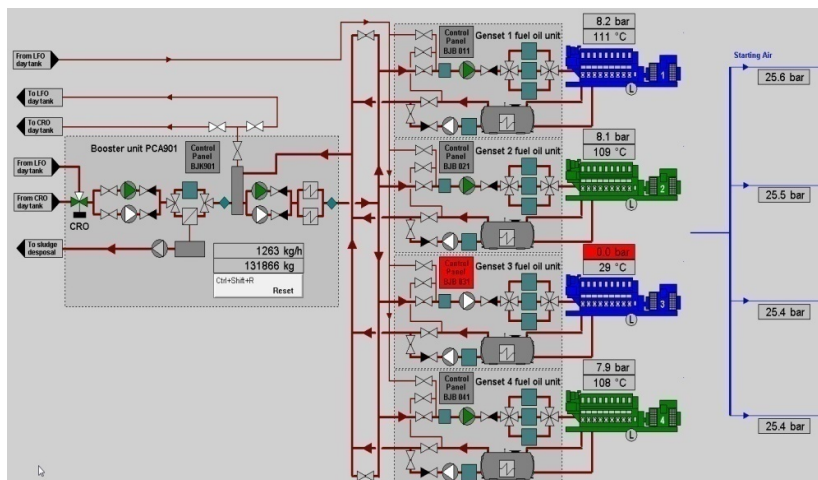 From LFO
day tank
To LFO
day tank
To CRO
day tank
Booster unit PCA901
Control
Panel
BJK901
From LFO
day tank
From CRO
day tank
CRO
To sludge
desposal
1263 kg/h
131866 kg
Ctrl+Shift+R
Reset
Control
Panel
BJB 011
Genset 1 fuel oil unit
8.2 bar
111 °C
1
L
Control
Panel
BJB 021
Genset 2 fuel oil unit
8.1 bar
109 °C
2
L
Control
Panel
BJB 031
Genset 3 fuel oil unit
0.0 bar
29 °C
3
L
Control
Panel
BJB 041
Genset 4 fuel oil unit
7.9 bar
108 °C
4
L
Starting Air
25.6 bar
25.5 bar
25.4 bar
25.4 bar